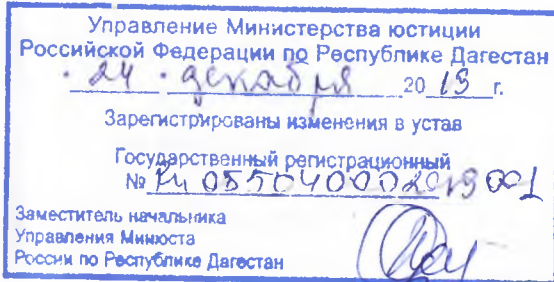 Управление Министерства юстиции
Российской Федерации по Республике Дагестан
24 декабря 2019 г.
Зарегистрированы изменения в устав
Государственный регистрационный
№ Ru 055040002019001
Заместитель начальника
Управления Минюста
России по Республике Дагестан